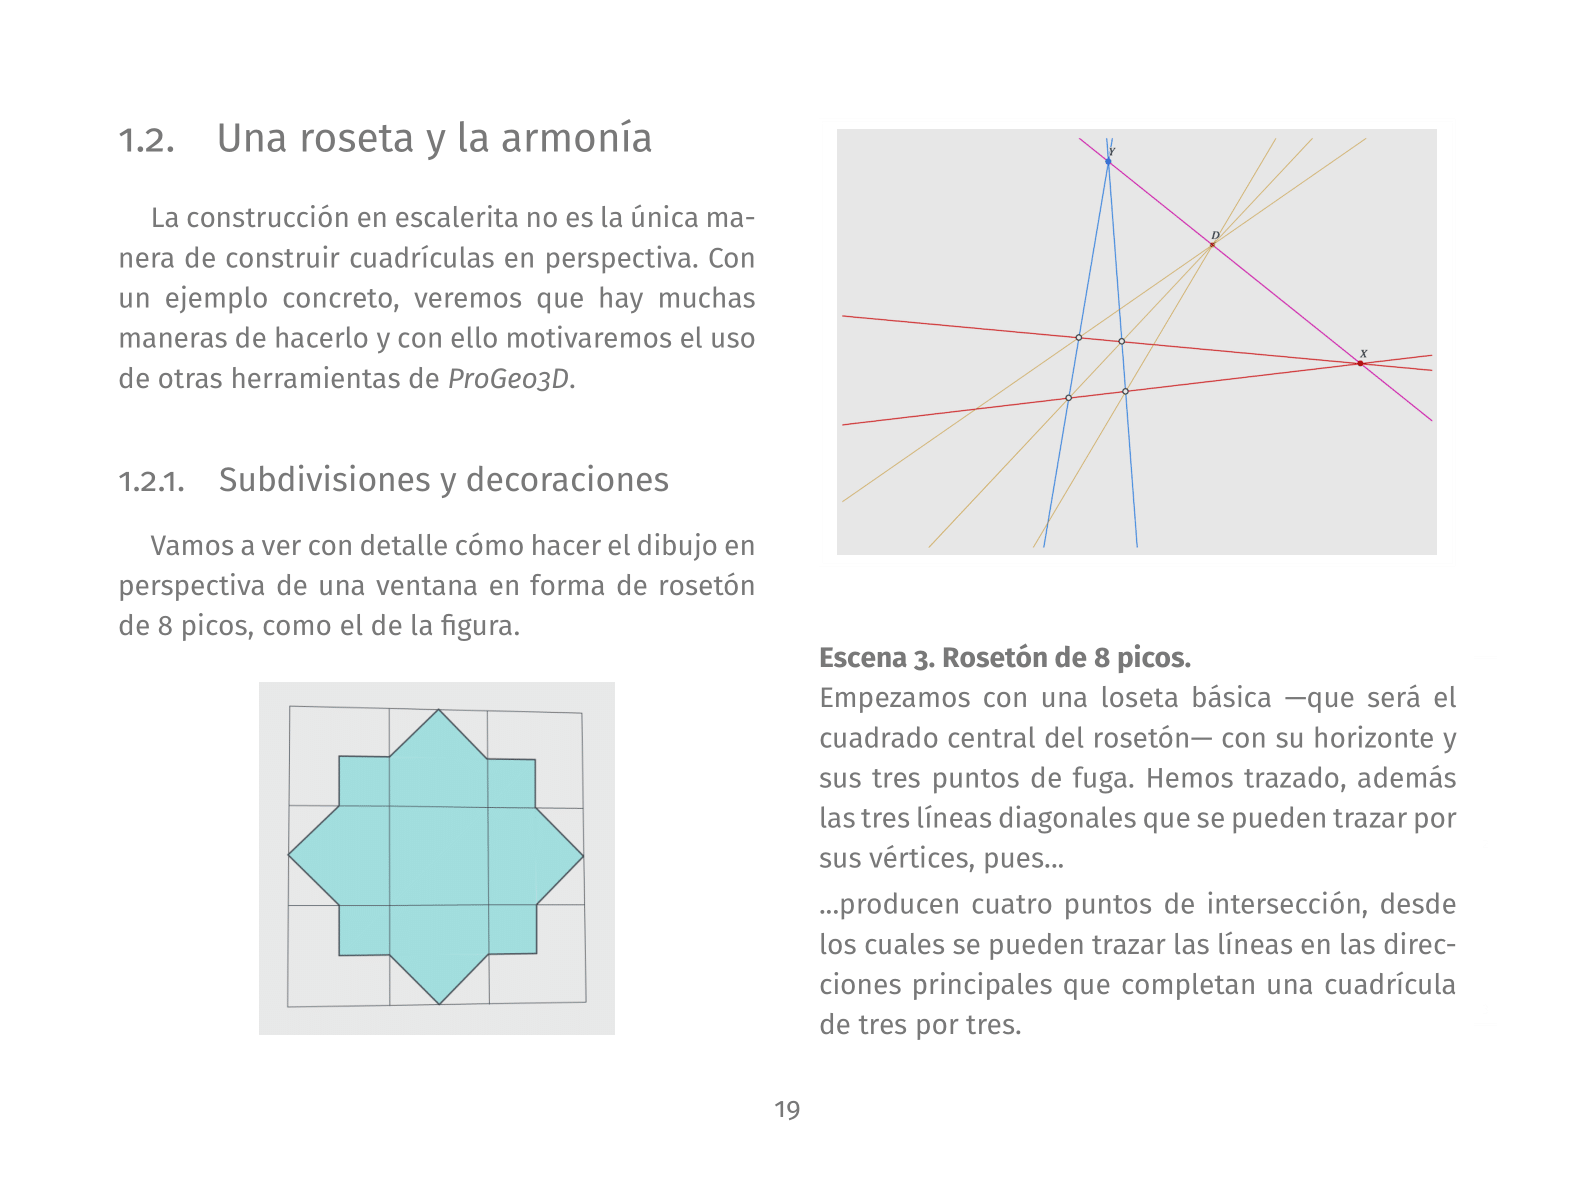 1.2. Una roseta y la armonía
La construcción en escalerita no es la única ma-
nera de construir cuadrículas en perspectiva. Con
un ejemplo concreto, veremos que hay muchas
maneras de hacerlo y con ello motivaremos el uso
de otras herramientas de ProGeo3D.
1.2.1. Subdivisiones y decoraciones
Vamos a ver con detalle cómo hacer el dibujo en
perspectiva de una ventana en forma de rosetón
de 8 picos, como el de la figura.
Y
D
X
Escena 3. Rosetón de 8 picos.
Empezamos con una loseta básica —que será el
cuadrado central del rosetón— con su horizonte y
sus tres puntos de fuga. Hemos trazado, además
las tres líneas diagonales que se pueden trazar por
sus vértices, pues...
...producen cuatro puntos de intersección, desde
los cuales se pueden trazar las líneas en las direc-
ciones principales que completan una cuadrícula
de tres por tres.
19